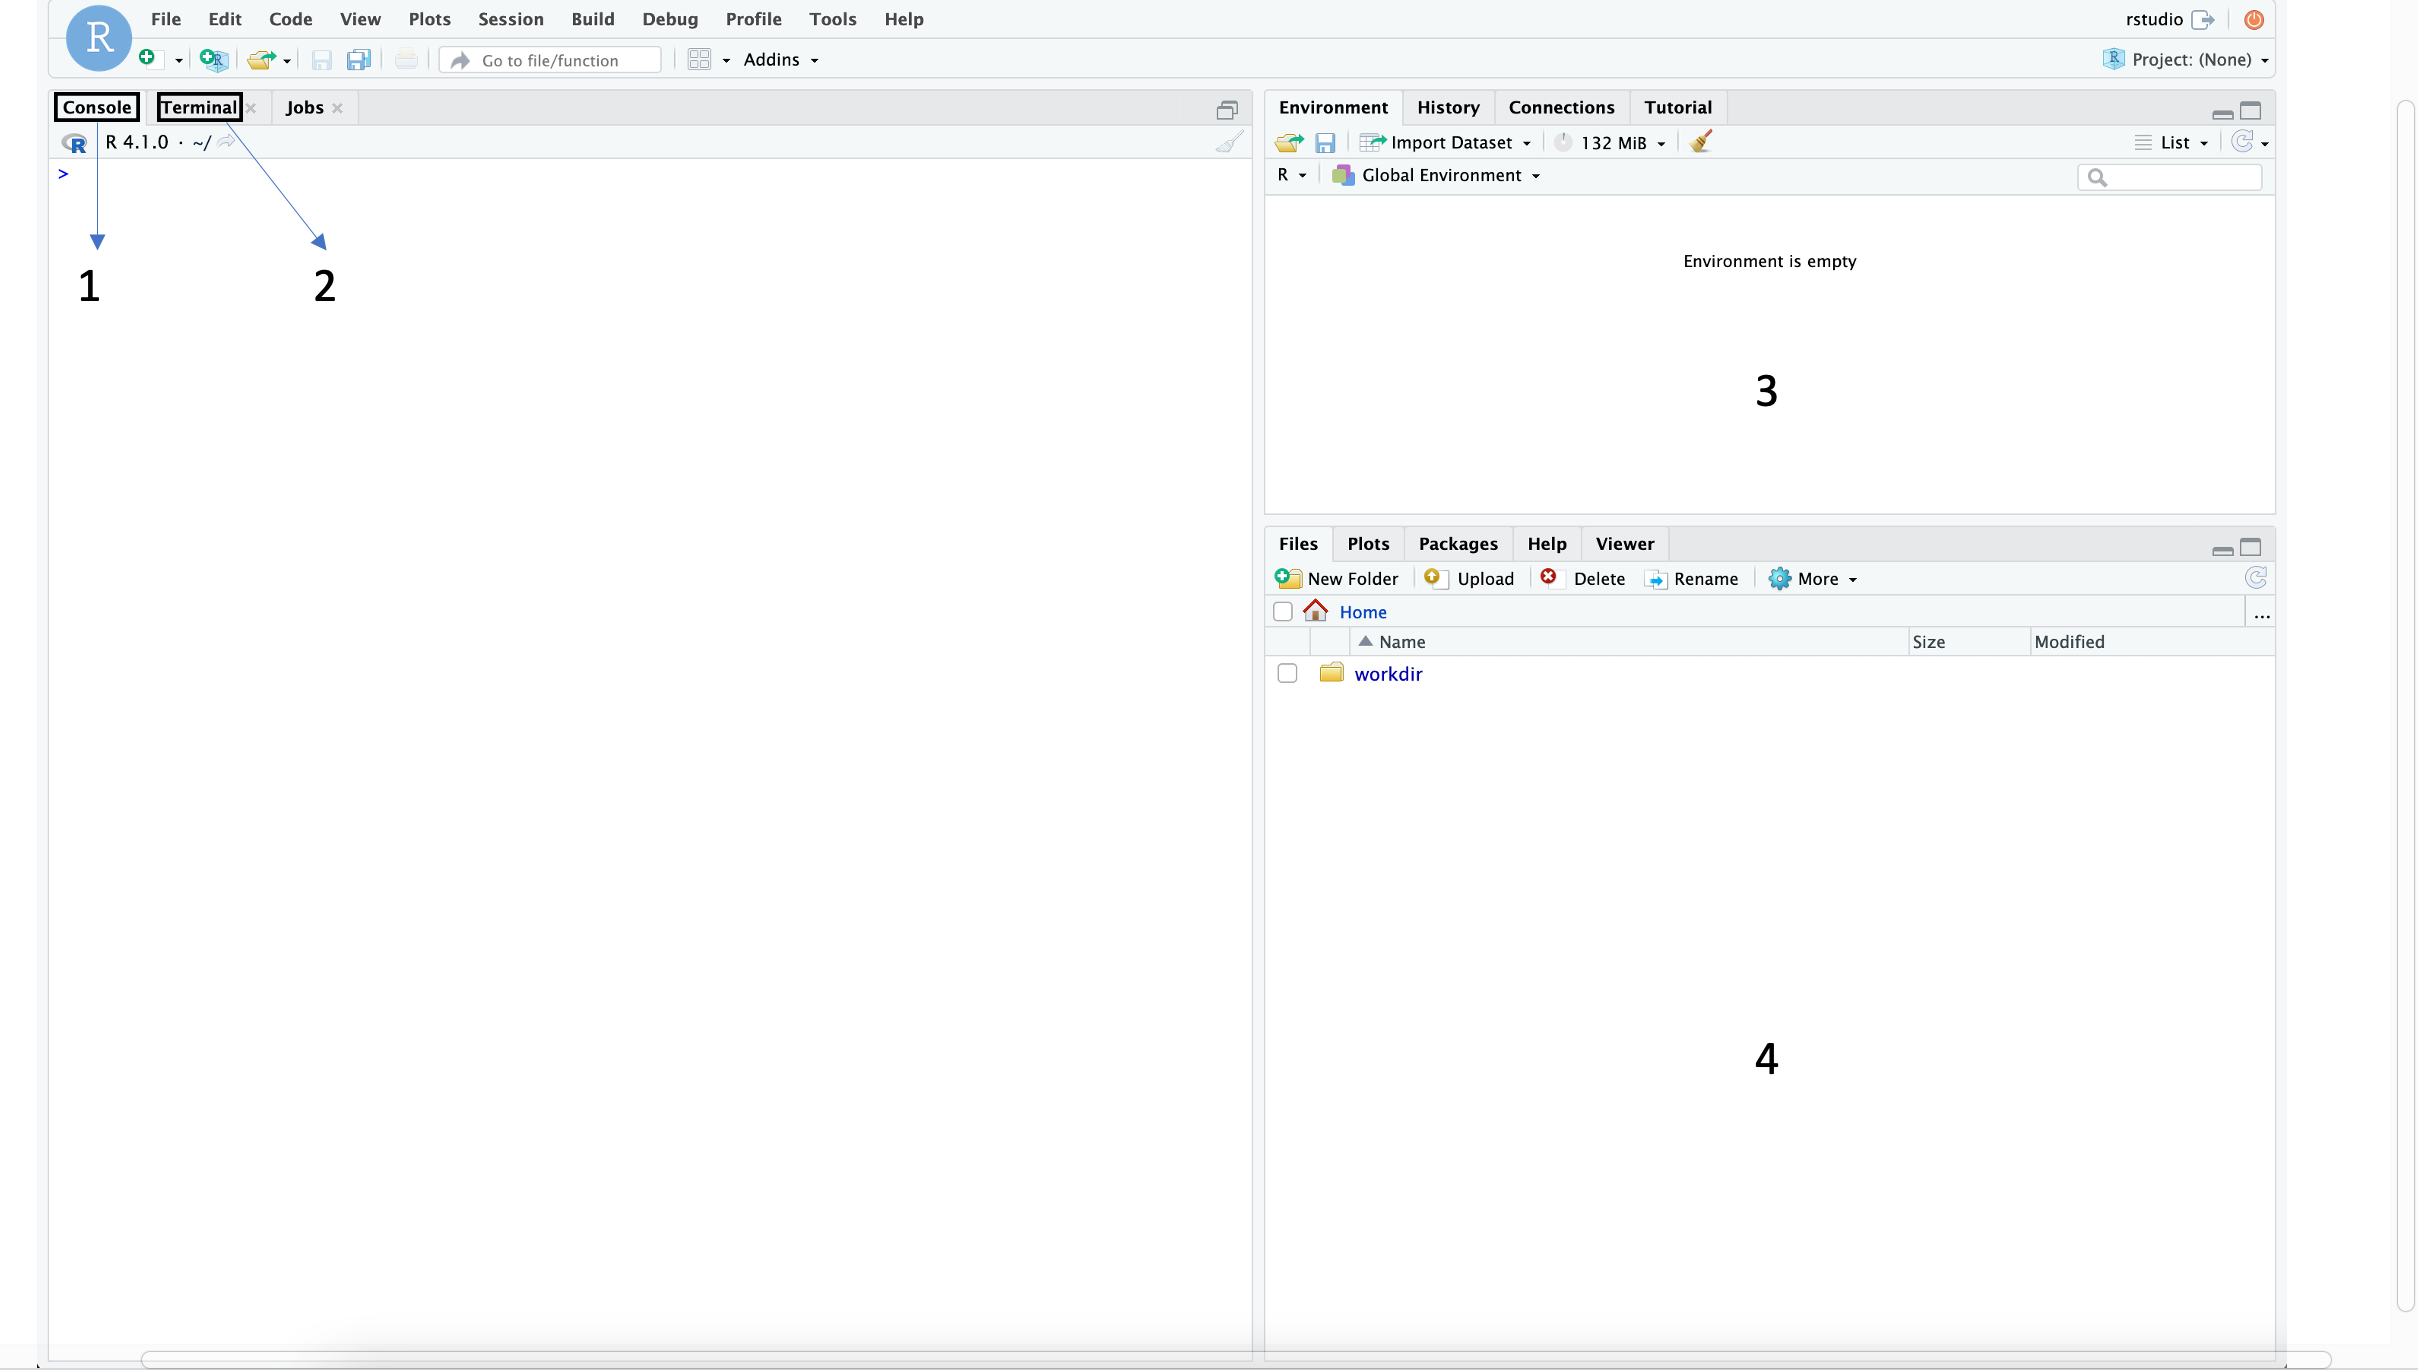 R
File Edit Code View Plots Session Build Debug Profile Tools Help
rstudio
R
Go to file/function
Addins
R Project: (None)
Console Terminal Jobs
R R 4.1.0 · ~/
>
1 2
Environment History Connections Tutorial
Import Dataset 132 MiB List
R Global Environment
Environment is empty
3
Files Plots Packages Help Viewer
New Folder Upload Delete Rename More
Home ...
Name Size Modified
workdir
4